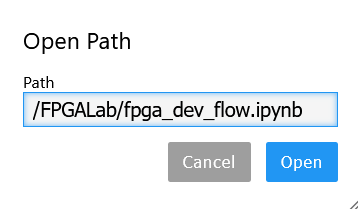 Open Path
Path
/FPGALab/fpga_dev_flow.ipynb
Cancel
Open